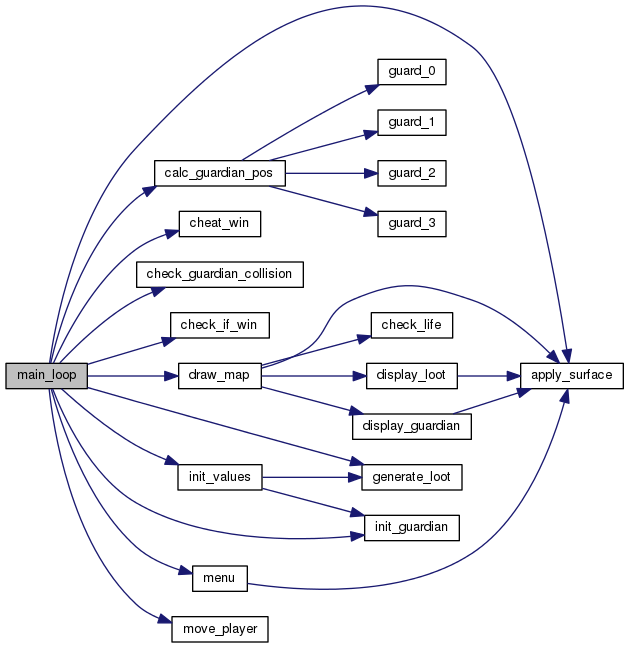 guard_0
guard_1
calc_guardian_pos
guard_2
cheat_win
guard_3
check_guardian_collision
check_if_win
check_life
main_loop
draw_map
display_loot
apply_surface
display_guardian
init_values
generate_loot
init_guardian
menu
move_player